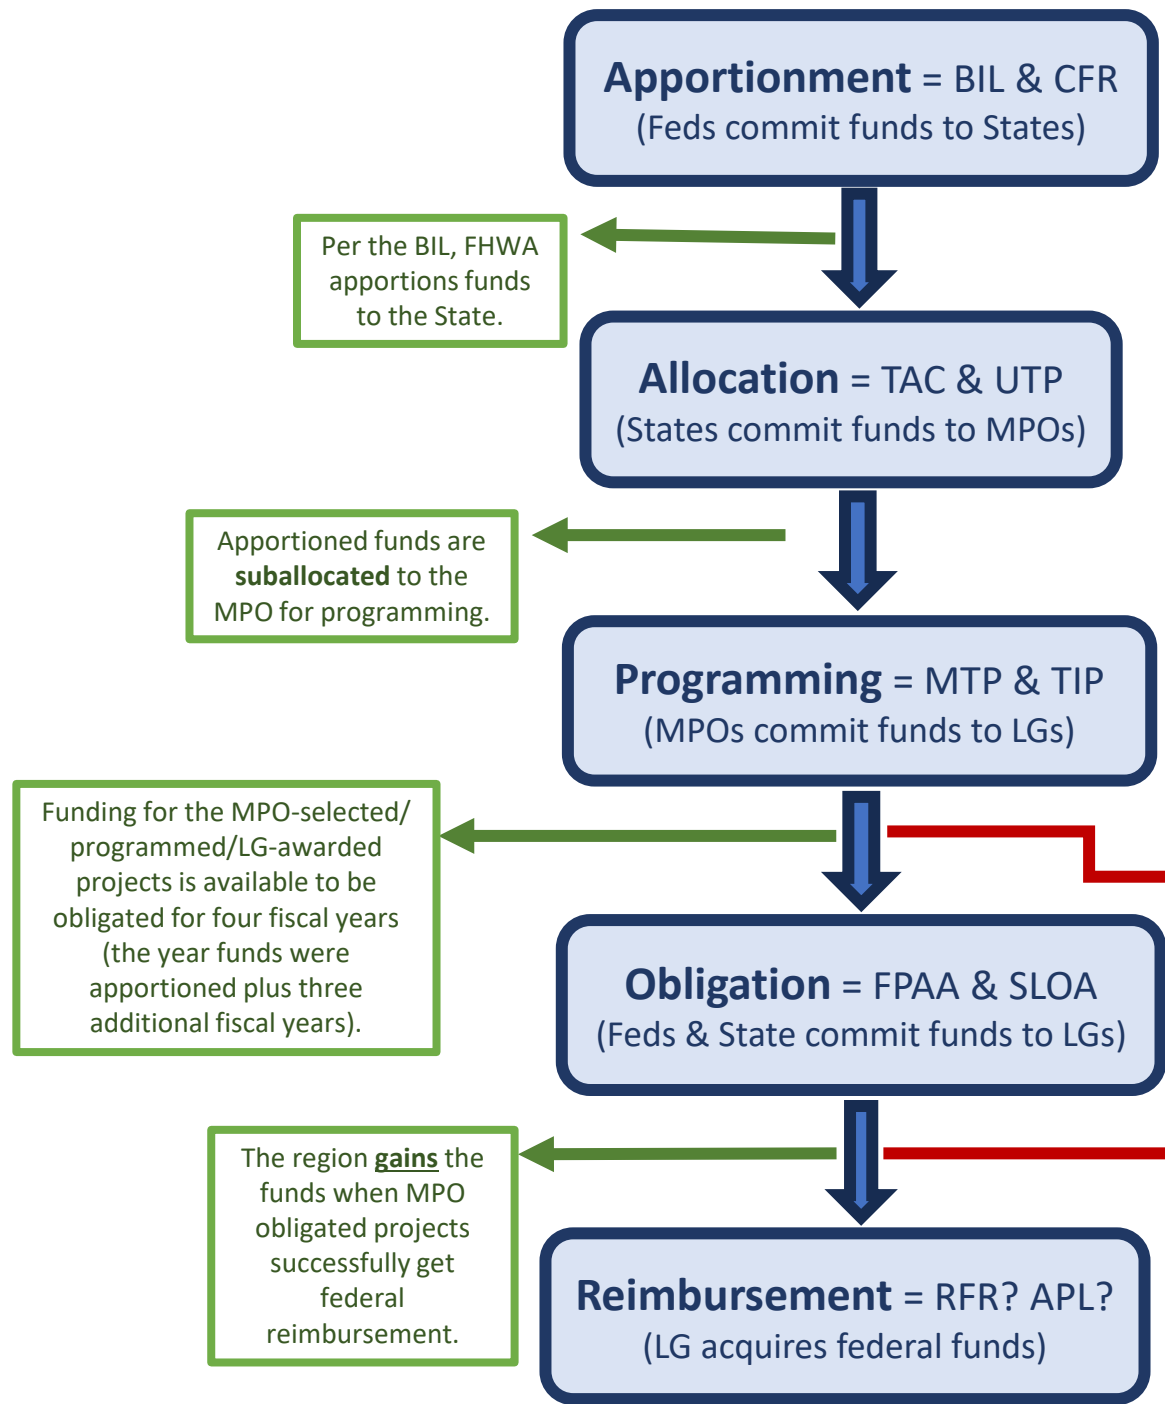 Apportionment = BIL & CFR
(Feds commit funds to States)
Per the BIL, FHWA
apportions funds
to the State.
Allocation = TAC & UTP
(States commit funds to MPOs)
Apportioned funds are
suballocated to the
MPO for programming.
Programming = MTP & TIP
(MPOs commit funds to LGs)
Funding for the MPO-selected/
programmed/LG-awarded
projects is available to be
obligated for four fiscal years
(the year funds were
apportioned plus three
additional fiscal years).
Obligation = FPAA & SLOA
(Feds & State commit funds to LGs)
The region gains the
funds when MPO
obligated projects
successfully get
federal
reimbursement.
Reimbursement = RFR? APL?
(LG acquires federal funds)